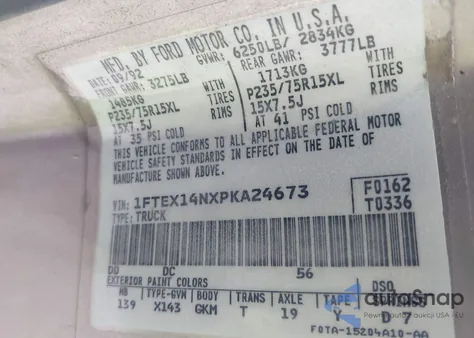 MFD. BY FORD MOTOR CO. IN U.S.A.
DATE: 09/92 GVWR: 6250LB/ 2834KG
FRONT GAWR: 3275LB REAR GAWR: 3777LB
1485KG 1713KG
P235/75R15XL TIRES P235/75R15XL TIRES
15X7.5J RIMS 15X7.5J RIMS
AT 35 PSI COLD AT 41 PSI COLD
THIS VEHICLE CONFORMS TO ALL APPLICABLE FEDERAL MOTOR
VEHICLE SAFETY STANDARDS IN EFFECT ON THE DATE OF
MANUFACTURE SHOWN ABOVE.
VIN: 1FTEX14NXPKA24673 F0162
TYPE: TRUCK T0336
DD DC 56
EXTERIOR PAINT COLORS DSO
WB TYPE-GVW BODY TRANS AXLE TAPE SPRINGS
139 X143 GKM T 19 Y D 7
F0TA-15204A10-AA
autoSnap